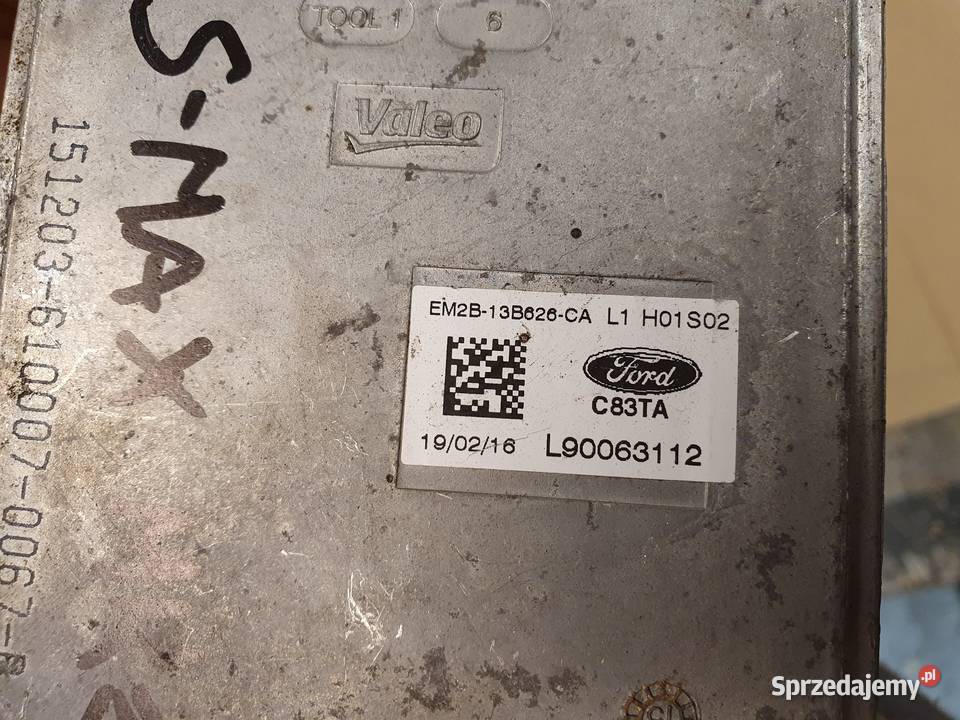 TOOL 1
6
Valeo
S-MAX
151203-61007-0067-B
EM2B-13B626-CA L1 H01S02
Ford
C83TA
19/02/16 L90063112
Sprzedajemy.pl